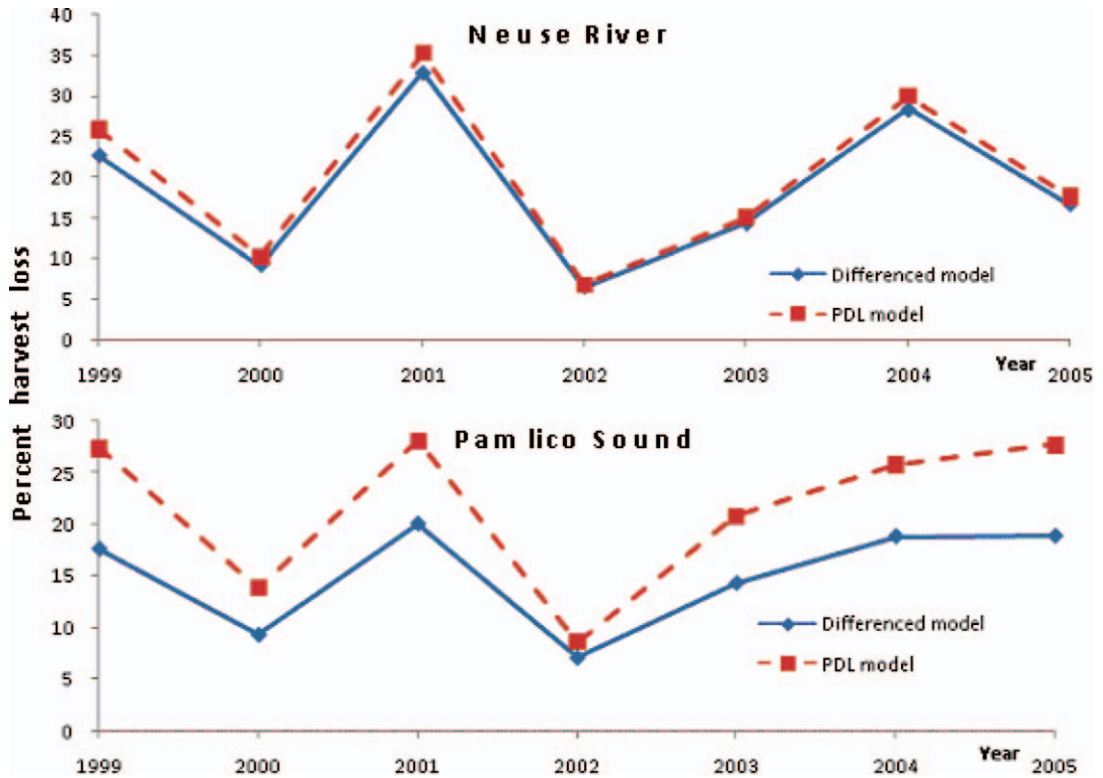 Neuse River
40
35
30
25
20
15
10
5
0
Differenced model
PDL model
Year
1999 2000 2001 2002 2003 2004 2005
Percent harvest loss
Pamlico Sound
30
25
20
15
10
5
0
Differenced model
PDL model
Year
1999 2000 2001 2002 2003 2004 2005